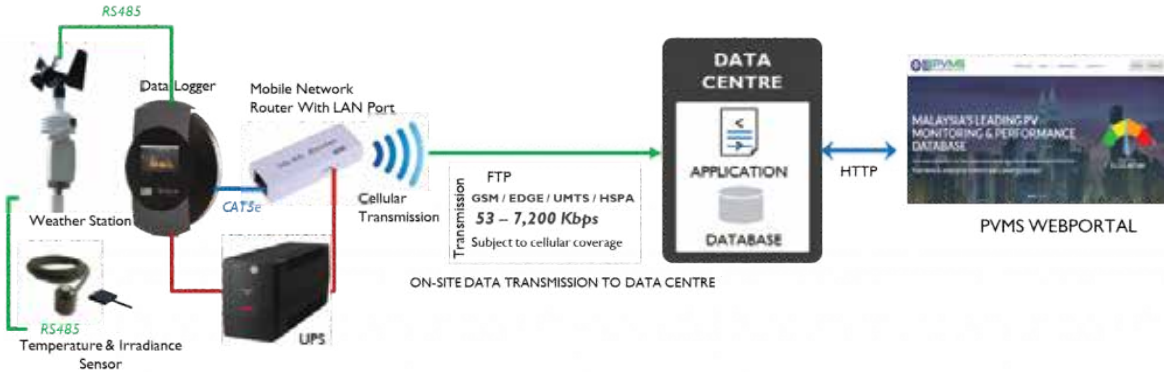 RS485
Data Logger
Mobile Network
Router With LAN Port
Weather Station
CAT5e
Cellular
Transmission
RS485
Temperature & Irradiance
Sensor
UPS
Transmission
FTP
GSM / EDGE / UMTS / HSPA
53 – 7,200 Kbps
Subject to cellular coverage
ON-SITE DATA TRANSMISSION TO DATA CENTRE
DATA
CENTRE
APPLICATION
DATABASE
HTTP
PVMS
MALAYSIA'S LEADING PV
MONITORING & PERFORMANCE
DATABASE
PVMS WEBPORTAL